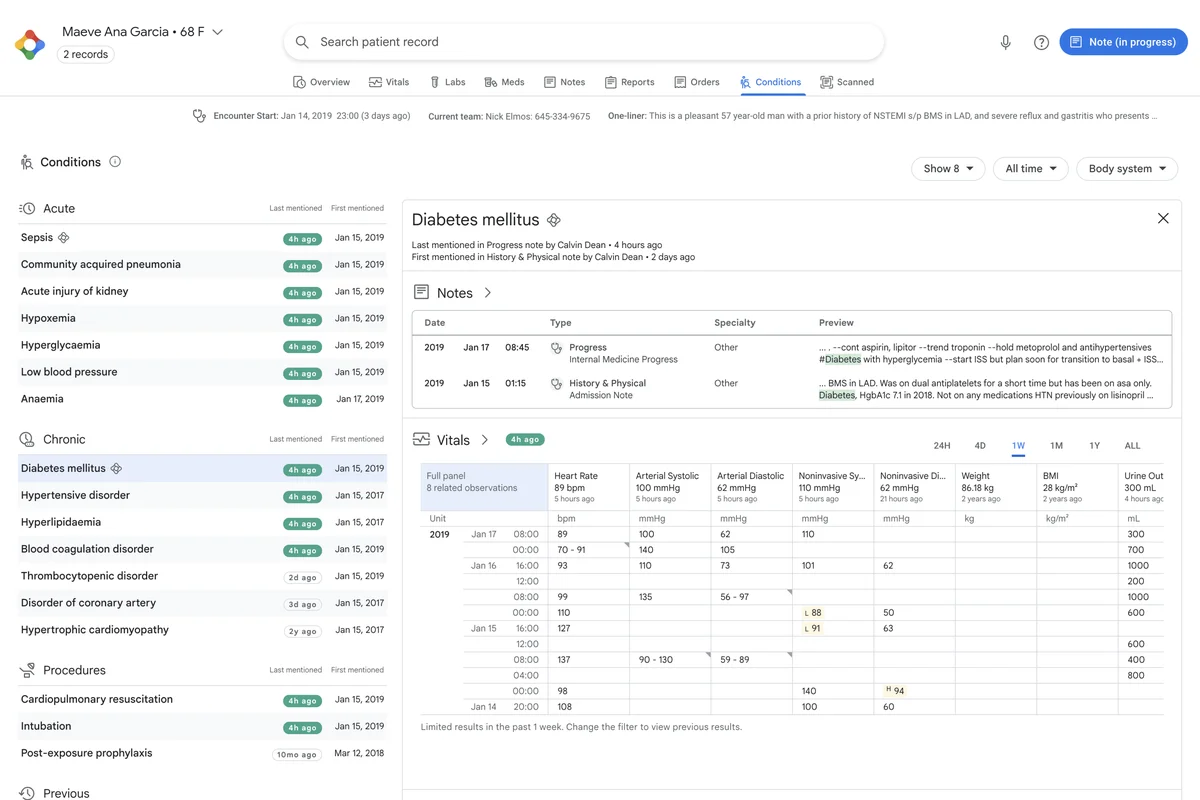 Maeve Ana Garcia • 68 F
2 records
Search patient record
Note (in progress)
Overview Vitals Labs Meds Notes Reports Orders Conditions Scanned
Encounter Start: Jan 14, 2019 23:00 (3 days ago) Current team: Nick Elmos: 645-334-9675 One-liner: This is a pleasant 57 year-old man with a prior history of NSTEMI s/p BMS in LAD, and severe reflux and gastritis who presents ...
Conditions
Show 8 All time Body system
Acute Last mentioned First mentioned
Sepsis 4h ago Jan 15, 2019
Community acquired pneumonia 4h ago Jan 15, 2019
Acute injury of kidney 4h ago Jan 15, 2019
Hypoxemia 4h ago Jan 15, 2019
Hyperglycaemia 4h ago Jan 15, 2019
Low blood pressure 4h ago Jan 15, 2019
Anaemia 4h ago Jan 17, 2019
Chronic Last mentioned First mentioned
Diabetes mellitus 4h ago Jan 15, 2019
Hypertensive disorder 4h ago Jan 15, 2017
Hyperlipidaemia 4h ago Jan 15, 2017
Blood coagulation disorder 4h ago Jan 15, 2019
Thrombocytopenic disorder 2d ago Jan 15, 2019
Disorder of coronary artery 3d ago Jan 15, 2017
Hypertrophic cardiomyopathy 2y ago Jan 15, 2017
Procedures Last mentioned First mentioned
Cardiopulmonary resuscitation 4h ago Jan 15, 2019
Intubation 4h ago Jan 15, 2019
Post-exposure prophylaxis 10mo ago Mar 12, 2018
Previous
Diabetes mellitus
Last mentioned in Progress note by Calvin Dean • 4 hours ago
First mentioned in History & Physical note by Calvin Dean • 2 days ago
Notes
Date Type Specialty Preview
2019 Jan 17 08:45 Progress Other ... . --cont aspirin, lipitor --trend troponin --hold metoprolol and antihypertensives
Internal Medicine Progress #Diabetes with hyperglycemia --start ISS but plan soon for transition to basal + ISS...
2019 Jan 15 01:15 History & Physical Other ... BMS in LAD. Was on dual antiplatelets for a short time but has been on asa only.
Admission Note Diabetes, HgbA1c 7.1 in 2018. Not on any medications HTN previously on lisinopril ...
Vitals 4h ago
24H 4D 1W 1M 1Y ALL
Full panel Heart Rate Arterial Systolic Arterial Diastolic Noninvasive Sy... Noninvasive Di... Weight BMI Urine Out
8 related observations 89 bpm 100 mmHg 62 mmHg 110 mmHg 62 mmHg 86.18 kg 28 kg/m² 300 mL
5 hours ago 5 hours ago 5 hours ago 5 hours ago 21 hours ago 2 years ago 2 years ago 4 hours ago
Unit bpm mmHg mmHg mmHg mmHg kg kg/m² mL
2019 Jan 17 08:00 89 100 62 110 300
00:00 70 - 91 140 105 700
Jan 16 16:00 93 110 73 101 62 1000
12:00 200
08:00 99 135 56 - 97 1000
00:00 110 L 88 50 600
Jan 15 16:00 127 L 91 63
12:00 600
08:00 137 90 - 130 59 - 89 400
04:00 800
00:00 98 140 H 94
Jan 14 20:00 108 100 60
Limited results in the past 1 week. Change the filter to view previous results.